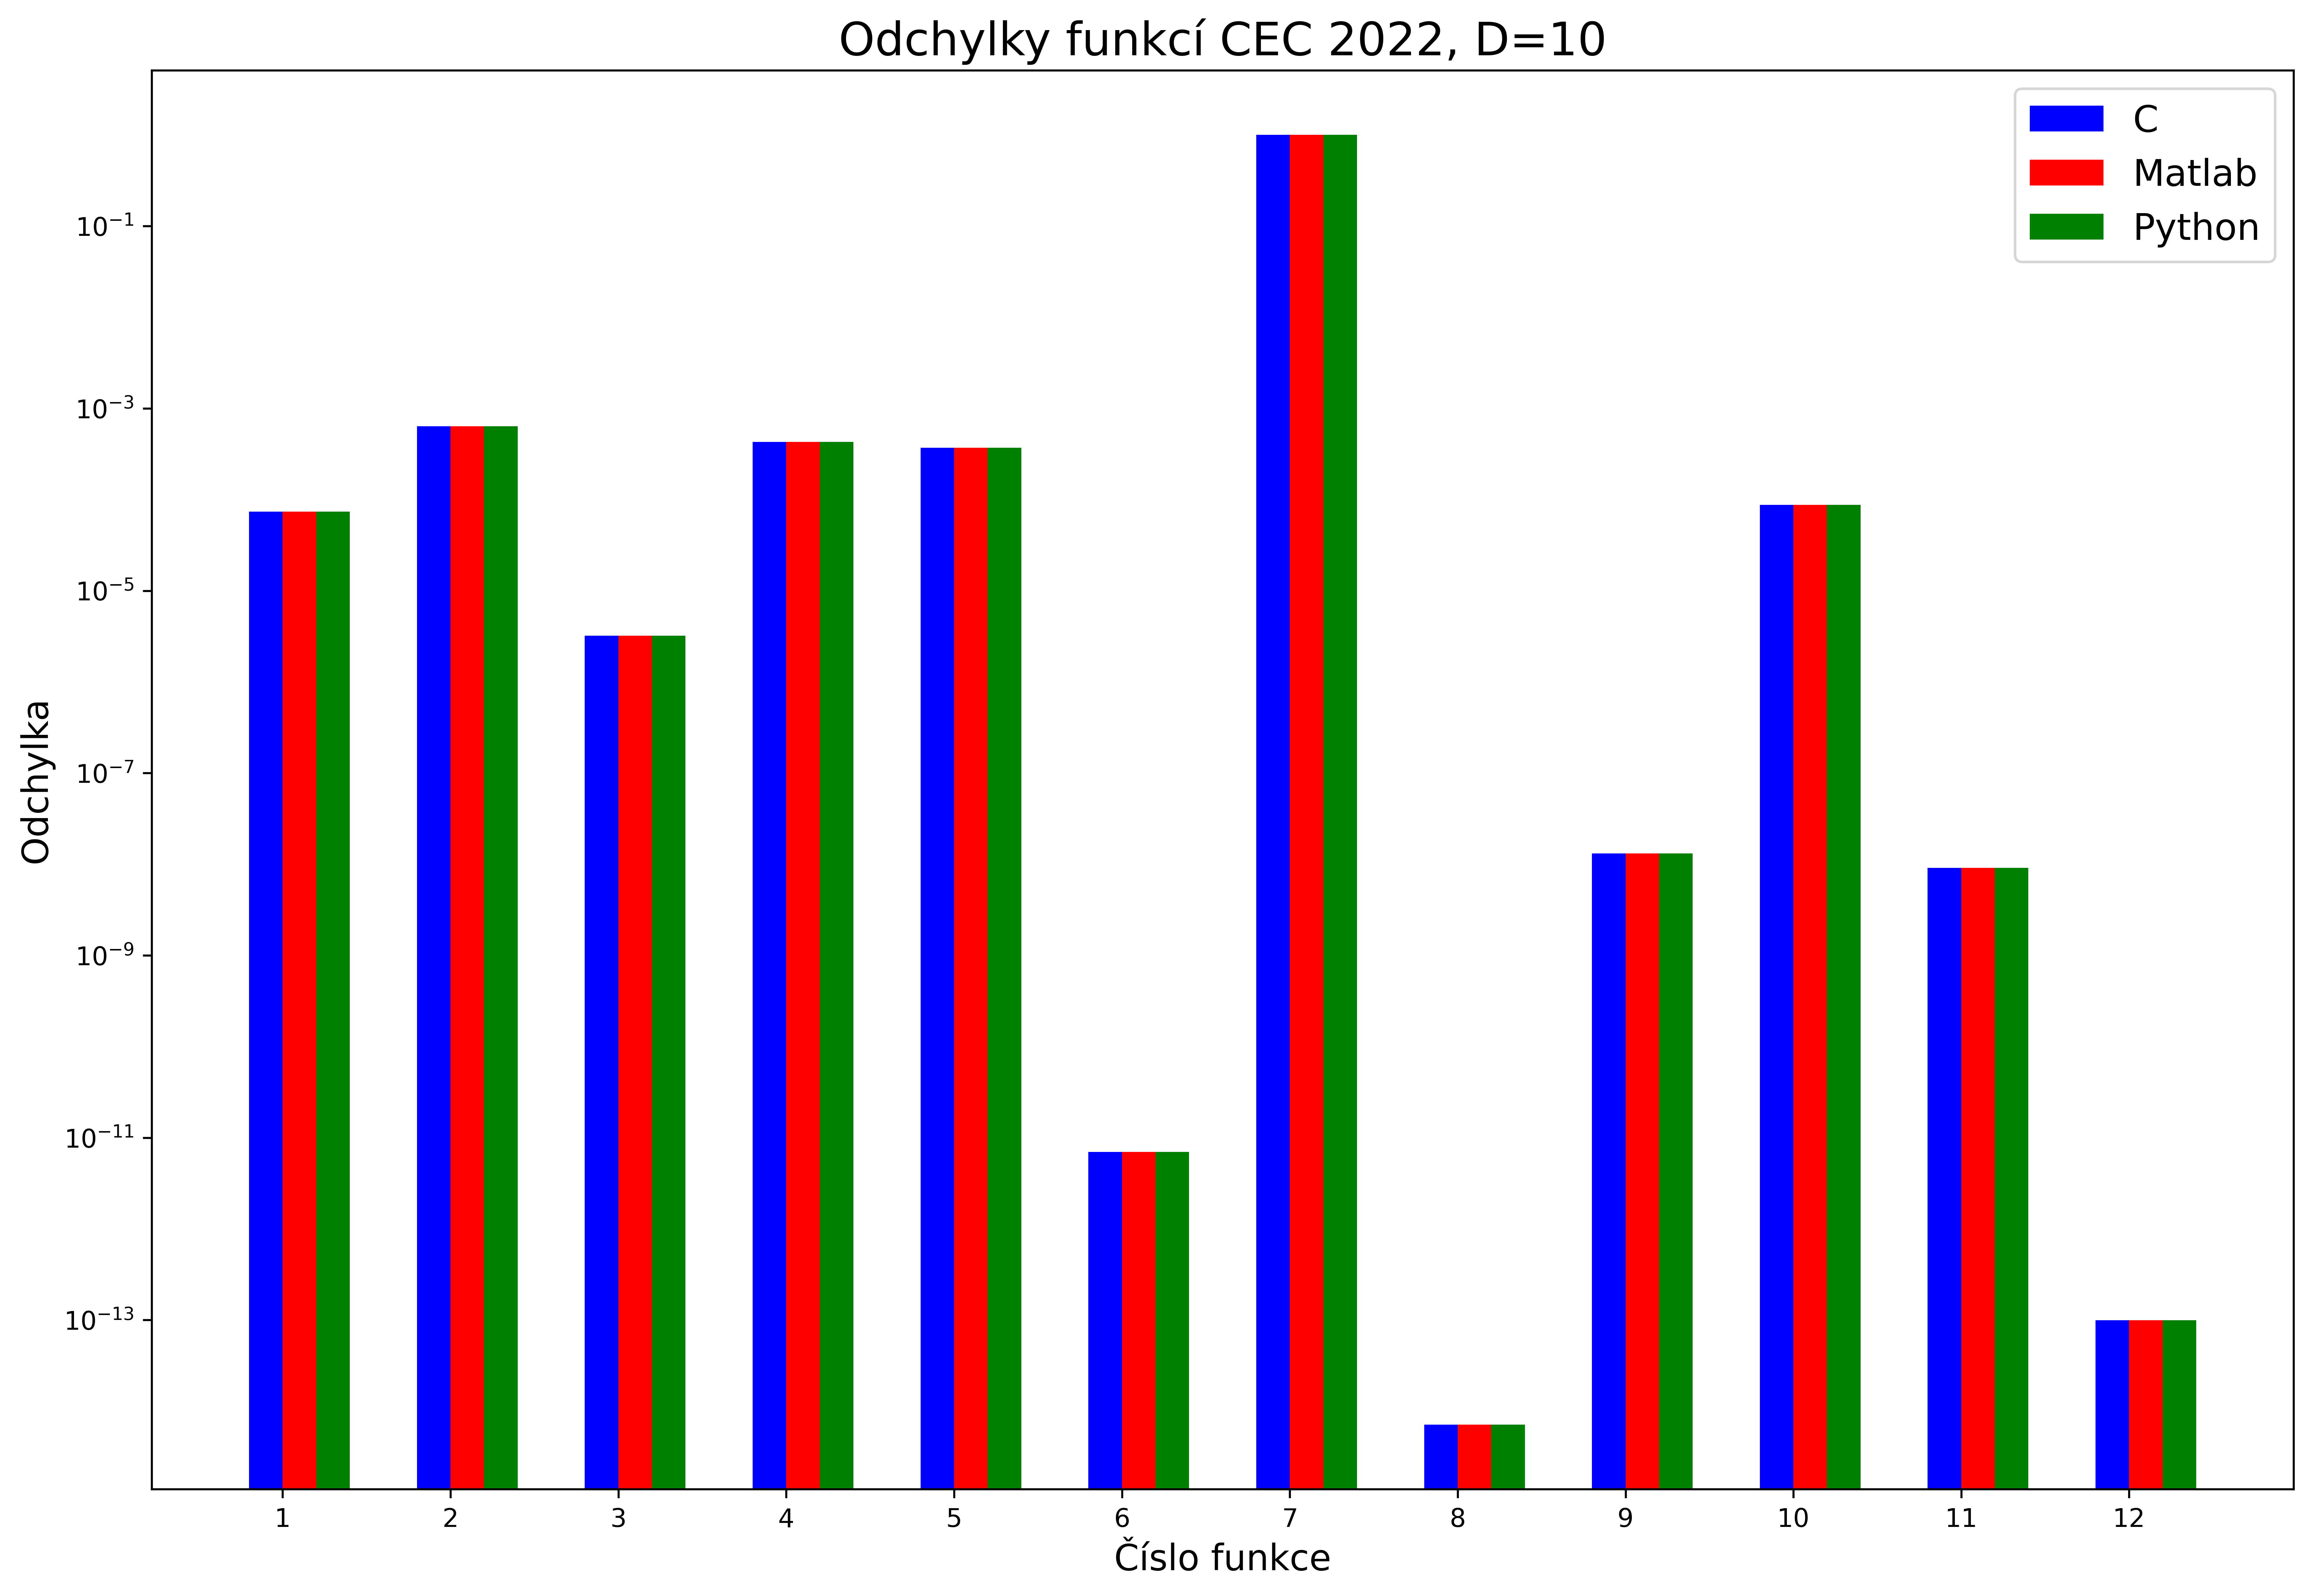 Odchylky funkcí CEC 2022, D=10
C
Matlab
Python
10⁻¹
10⁻³
10⁻⁵
10⁻⁷
10⁻⁹
10⁻¹¹
10⁻¹³
Odchylka
1 2 3 4 5 6 7 8 9 10 11 12
Číslo funkce